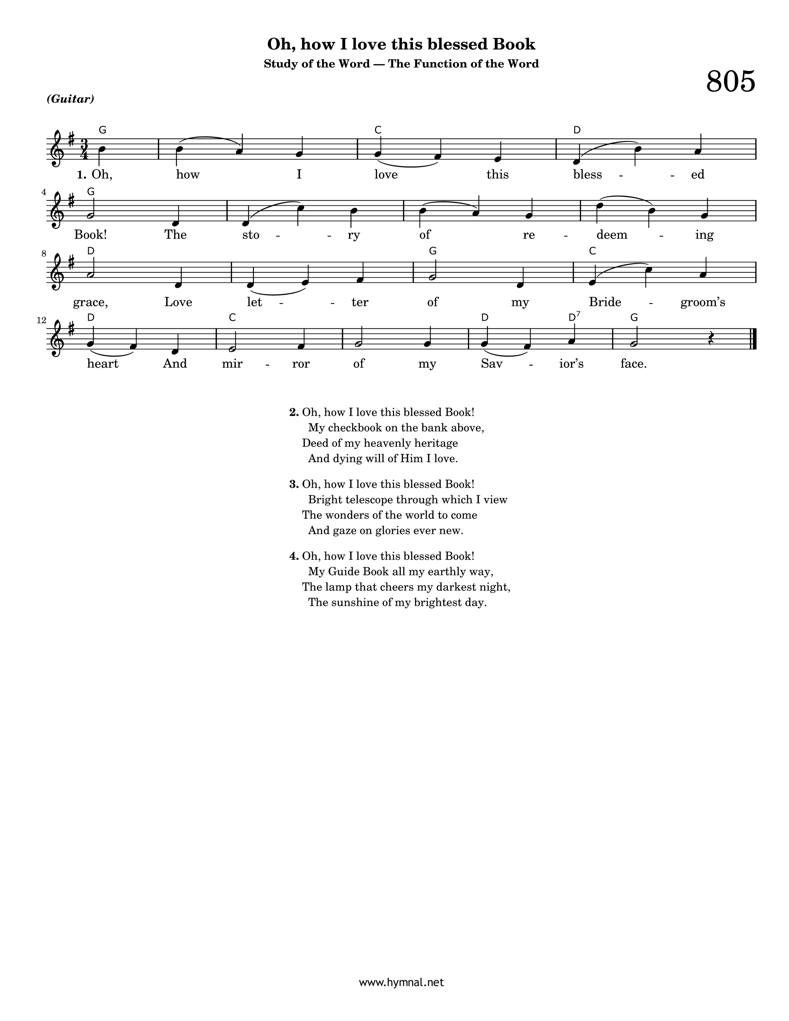 Oh, how I love this blessed Book
Study of the Word — The Function of the Word
805
(Guitar)
G C D
3
4
1. Oh, how I love this bless - - ed
4 G
Book! The sto - - ry of re - deem - ing
8 D G C
grace, Love let - - ter of my Bride - groom's
12 D C D D7 G
heart And mir - ror of my Sav - ior's face.
2. Oh, how I love this blessed Book!
My checkbook on the bank above,
Deed of my heavenly heritage
And dying will of Him I love.
3. Oh, how I love this blessed Book!
Bright telescope through which I view
The wonders of the world to come
And gaze on glories ever new.
4. Oh, how I love this blessed Book!
My Guide Book all my earthly way,
The lamp that cheers my darkest night,
The sunshine of my brightest day.
www.hymnal.net